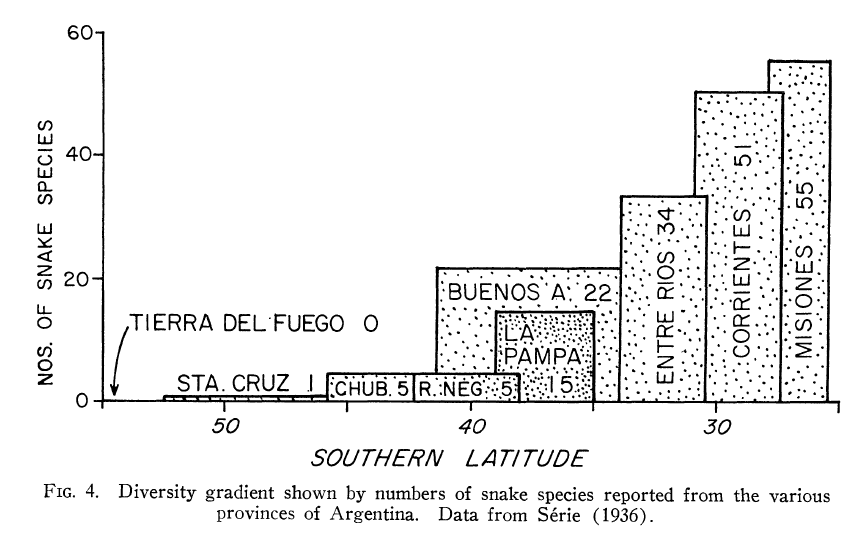 60
40
20
0
NOS. OF SNAKE SPECIES
TIERRA DEL FUEGO 0
STA. CRUZ 1
CHUB. 5
R. NEG. 5
BUENOS A. 22
LA
PAMPA
15
ENTRE RIOS 34
CORRIENTES 51
MISIONES 55
50
40
30
SOUTHERN LATITUDE
FIG. 4. Diversity gradient shown by numbers of snake species reported from the various
provinces of Argentina. Data from Série (1936).